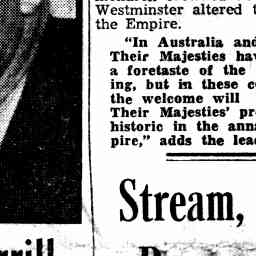 Westminster altered t
the Empire.
"In Australia and
Their Majesties hav
a foretaste of the
ing, but in these c
the welcome will
Their Majesties' pr
historic in the anna
pire," adds the lead
Stream,